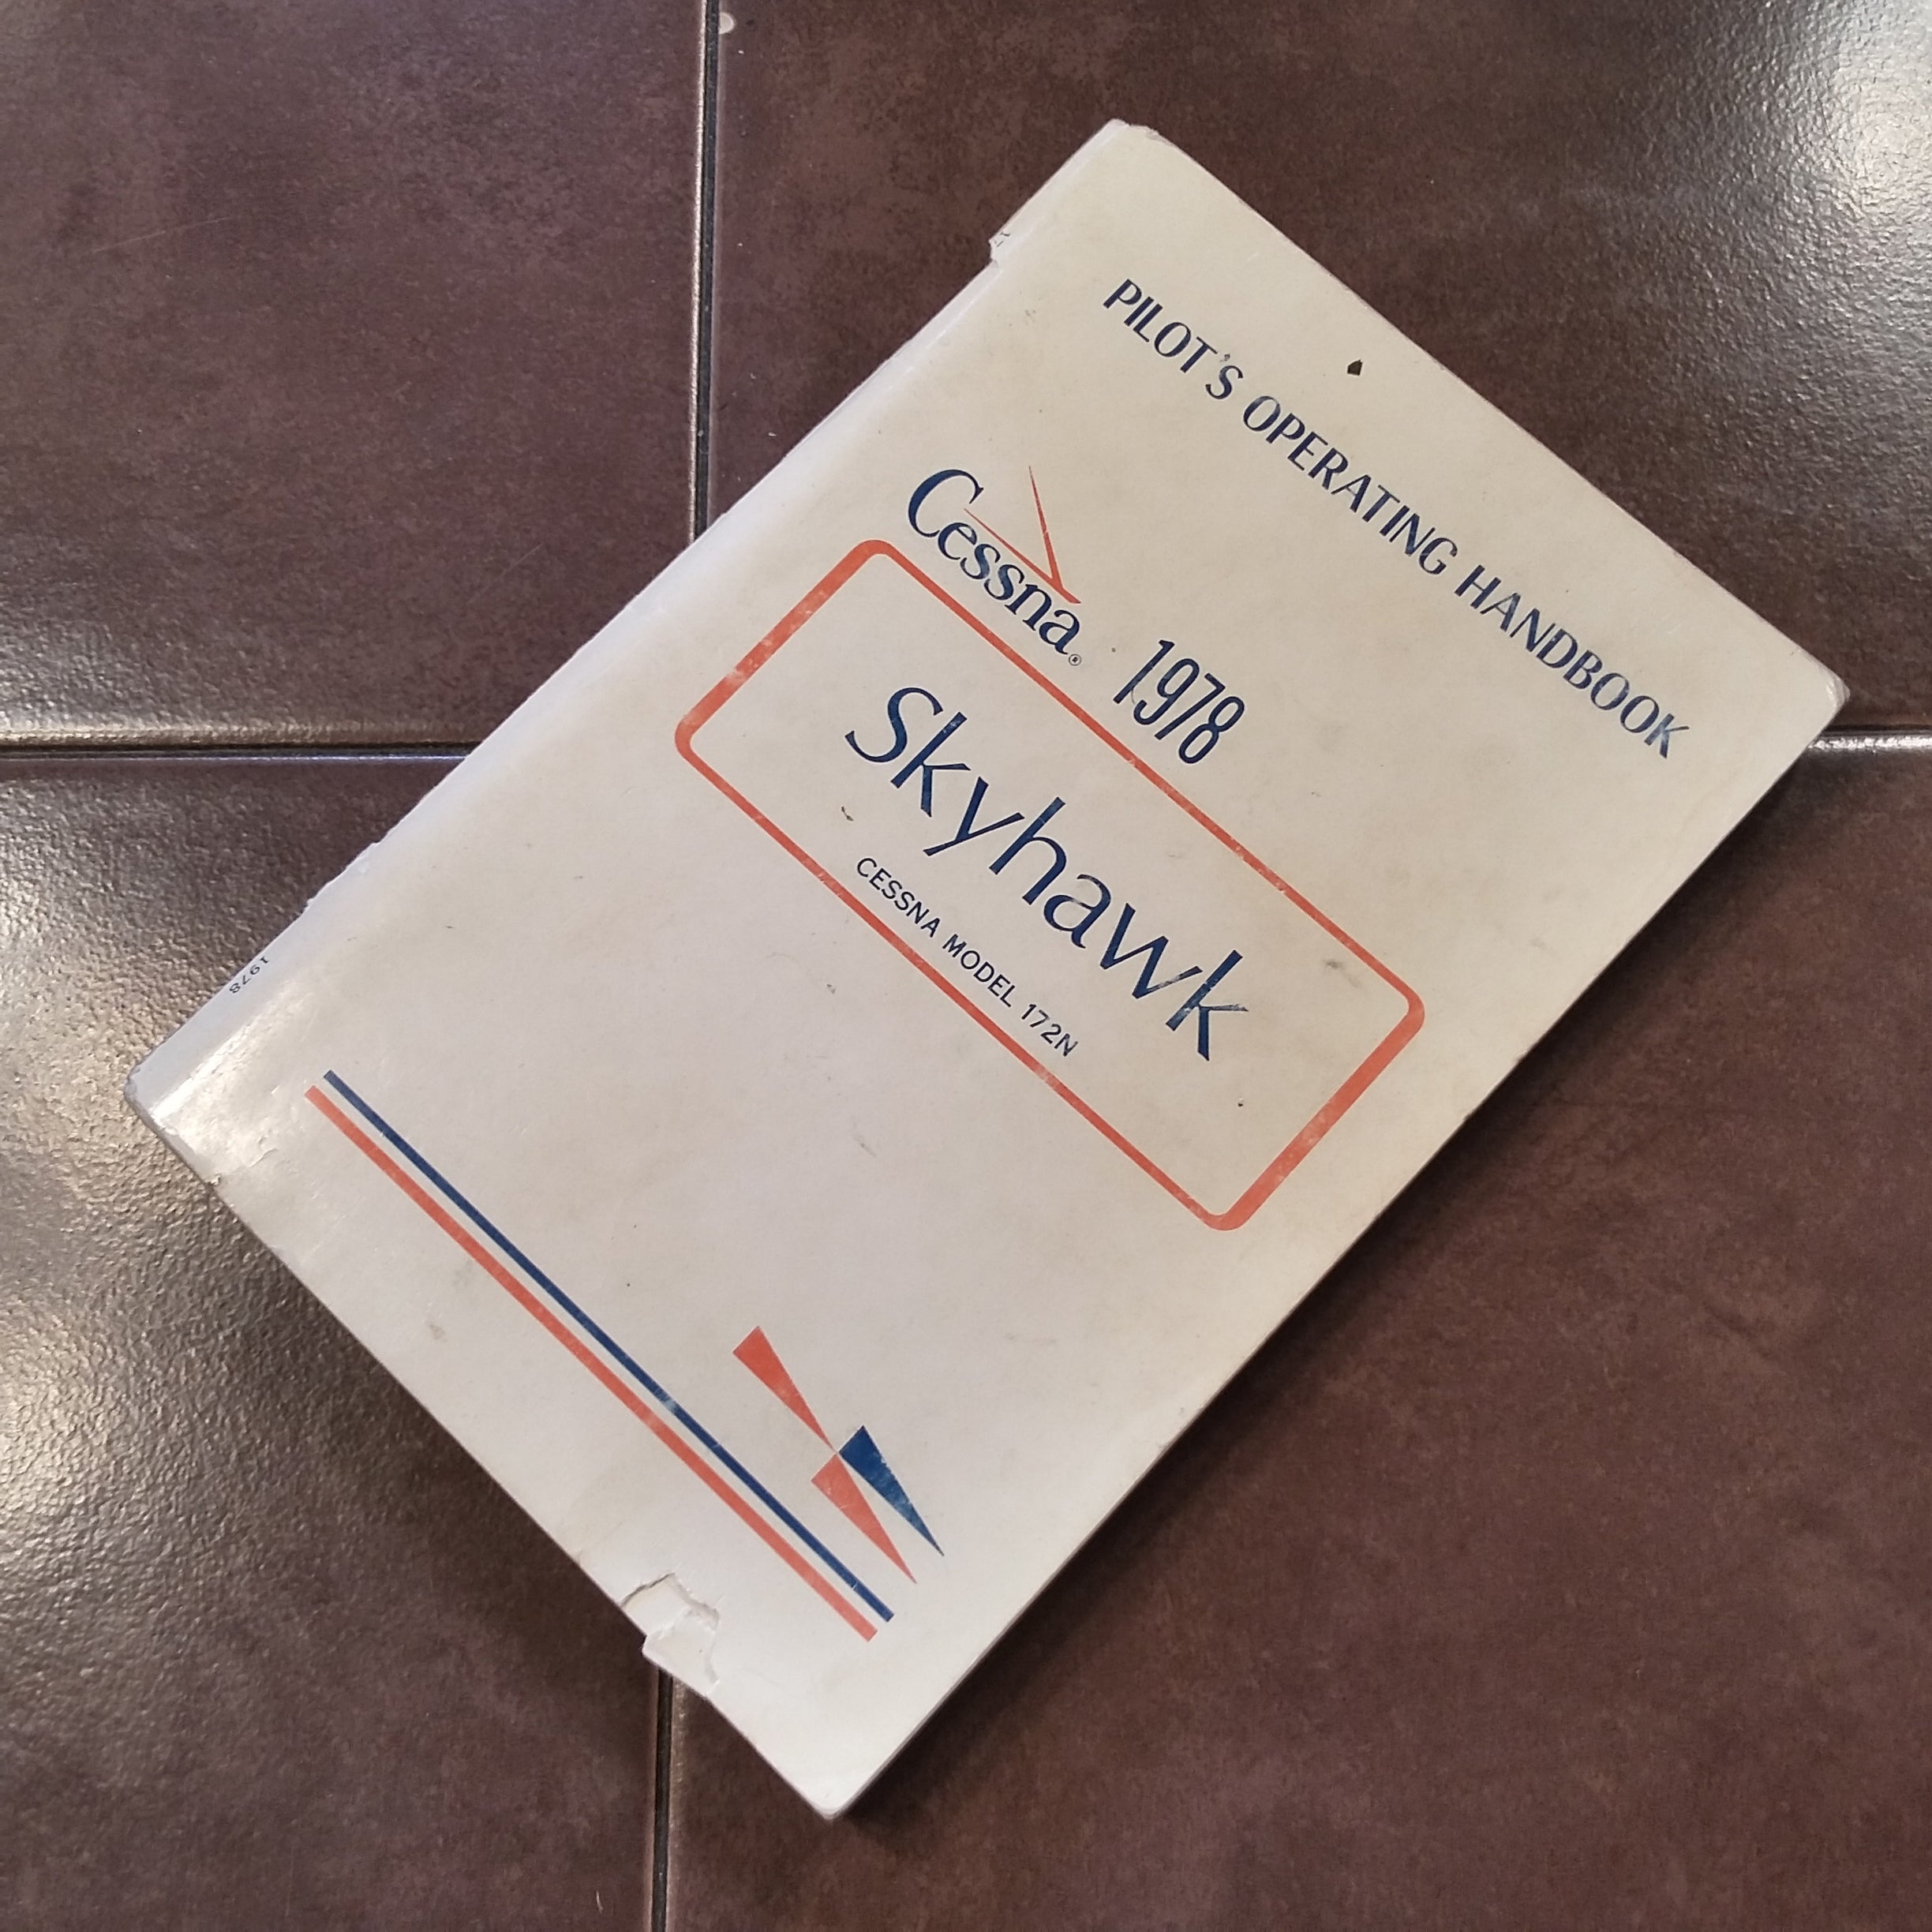 PILOT'S OPERATING HANDBOOK
Cessna®
1978
Skyhawk
CESSNA MODEL 172N
1978